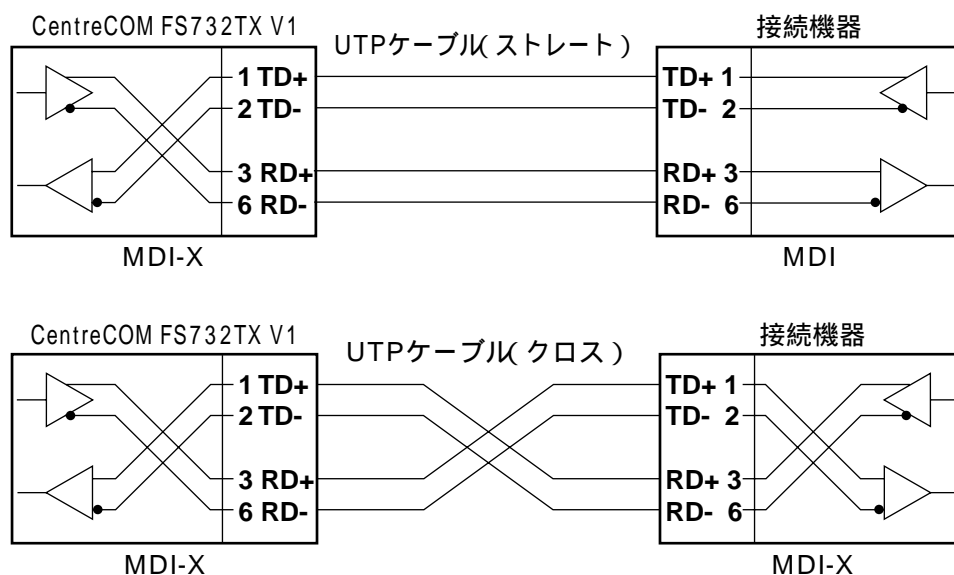 CentreCOM FS732TX V1
UTPケーブル(ストレート)
接続機器
1 TD+
2 TD-
3 RD+
6 RD-
TD+ 1
TD- 2
RD+ 3
RD- 6
MDI-X
MDI
CentreCOM FS732TX V1
UTPケーブル(クロス)
接続機器
1 TD+
2 TD-
3 RD+
6 RD-
TD+ 1
TD- 2
RD+ 3
RD- 6
MDI-X
MDI-X